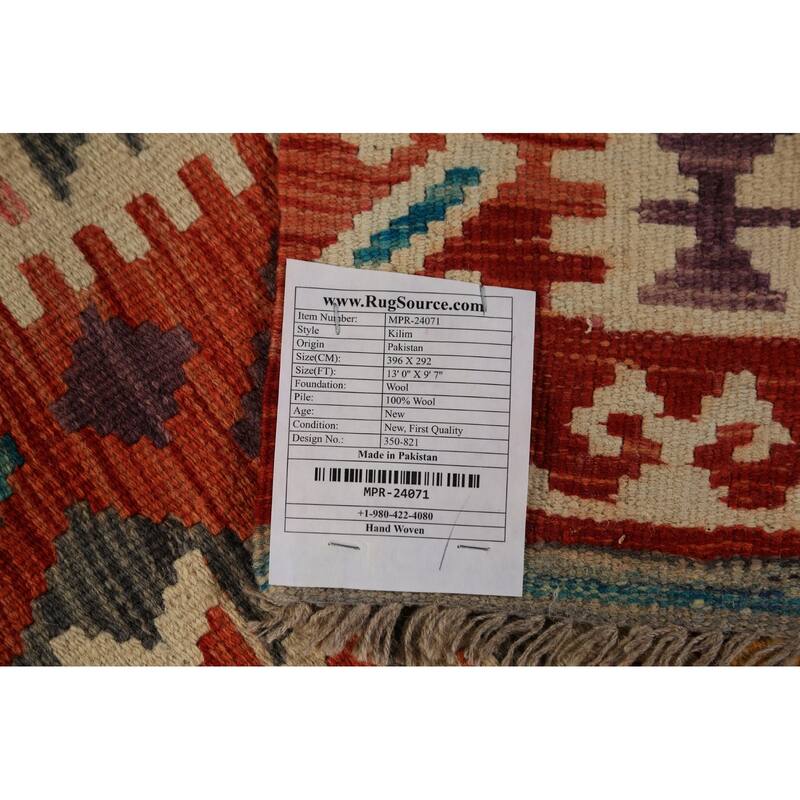 www.RugSource.com
Item Number: MPR-24071
Style Kilim
Origin Pakistan
Size(CM): 396 X 292
Size(FT): 13' 0" X 9' 7"
Foundation: Wool
Pile: 100% Wool
Age: New
Condition: New, First Quality
Design No.: 350-821
Made in Pakistan
MPR-24071
+1-980-422-4080
Hand Woven